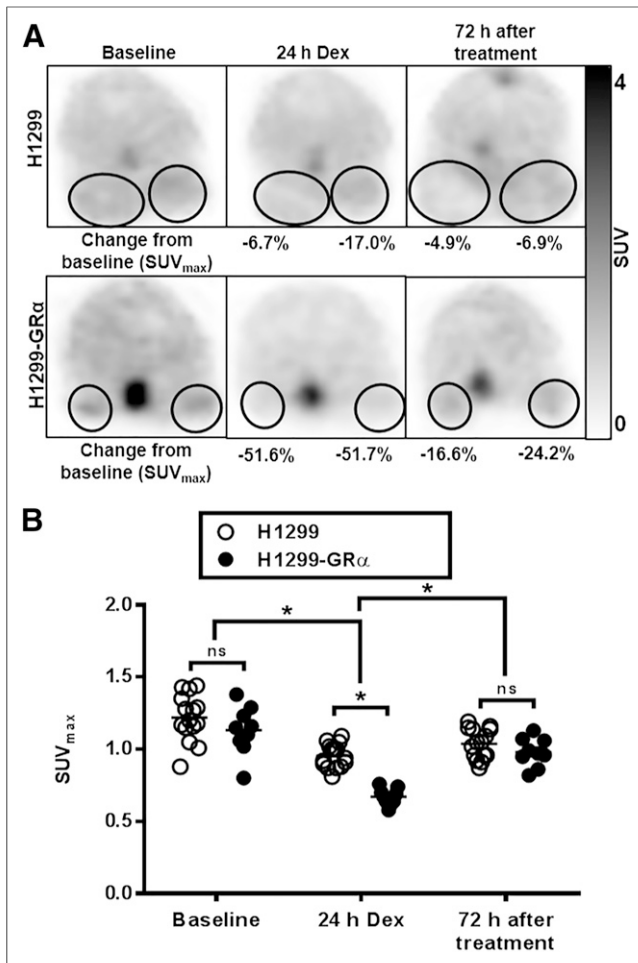 A
Baseline
24 h Dex
72 h after
treatment
H1299
4
SUV
0
Change from
baseline (SUVmax)
-6.7%
-17.0%
-4.9%
-6.9%
H1299-GRα
Change from
baseline (SUVmax)
-51.6%
-51.7%
-16.6%
-24.2%
B
H1299
H1299-GRα
2.0
1.5
1.0
0.5
0.0
SUVmax
*
*
ns
*
ns
Baseline
24 h Dex
72 h after
treatment